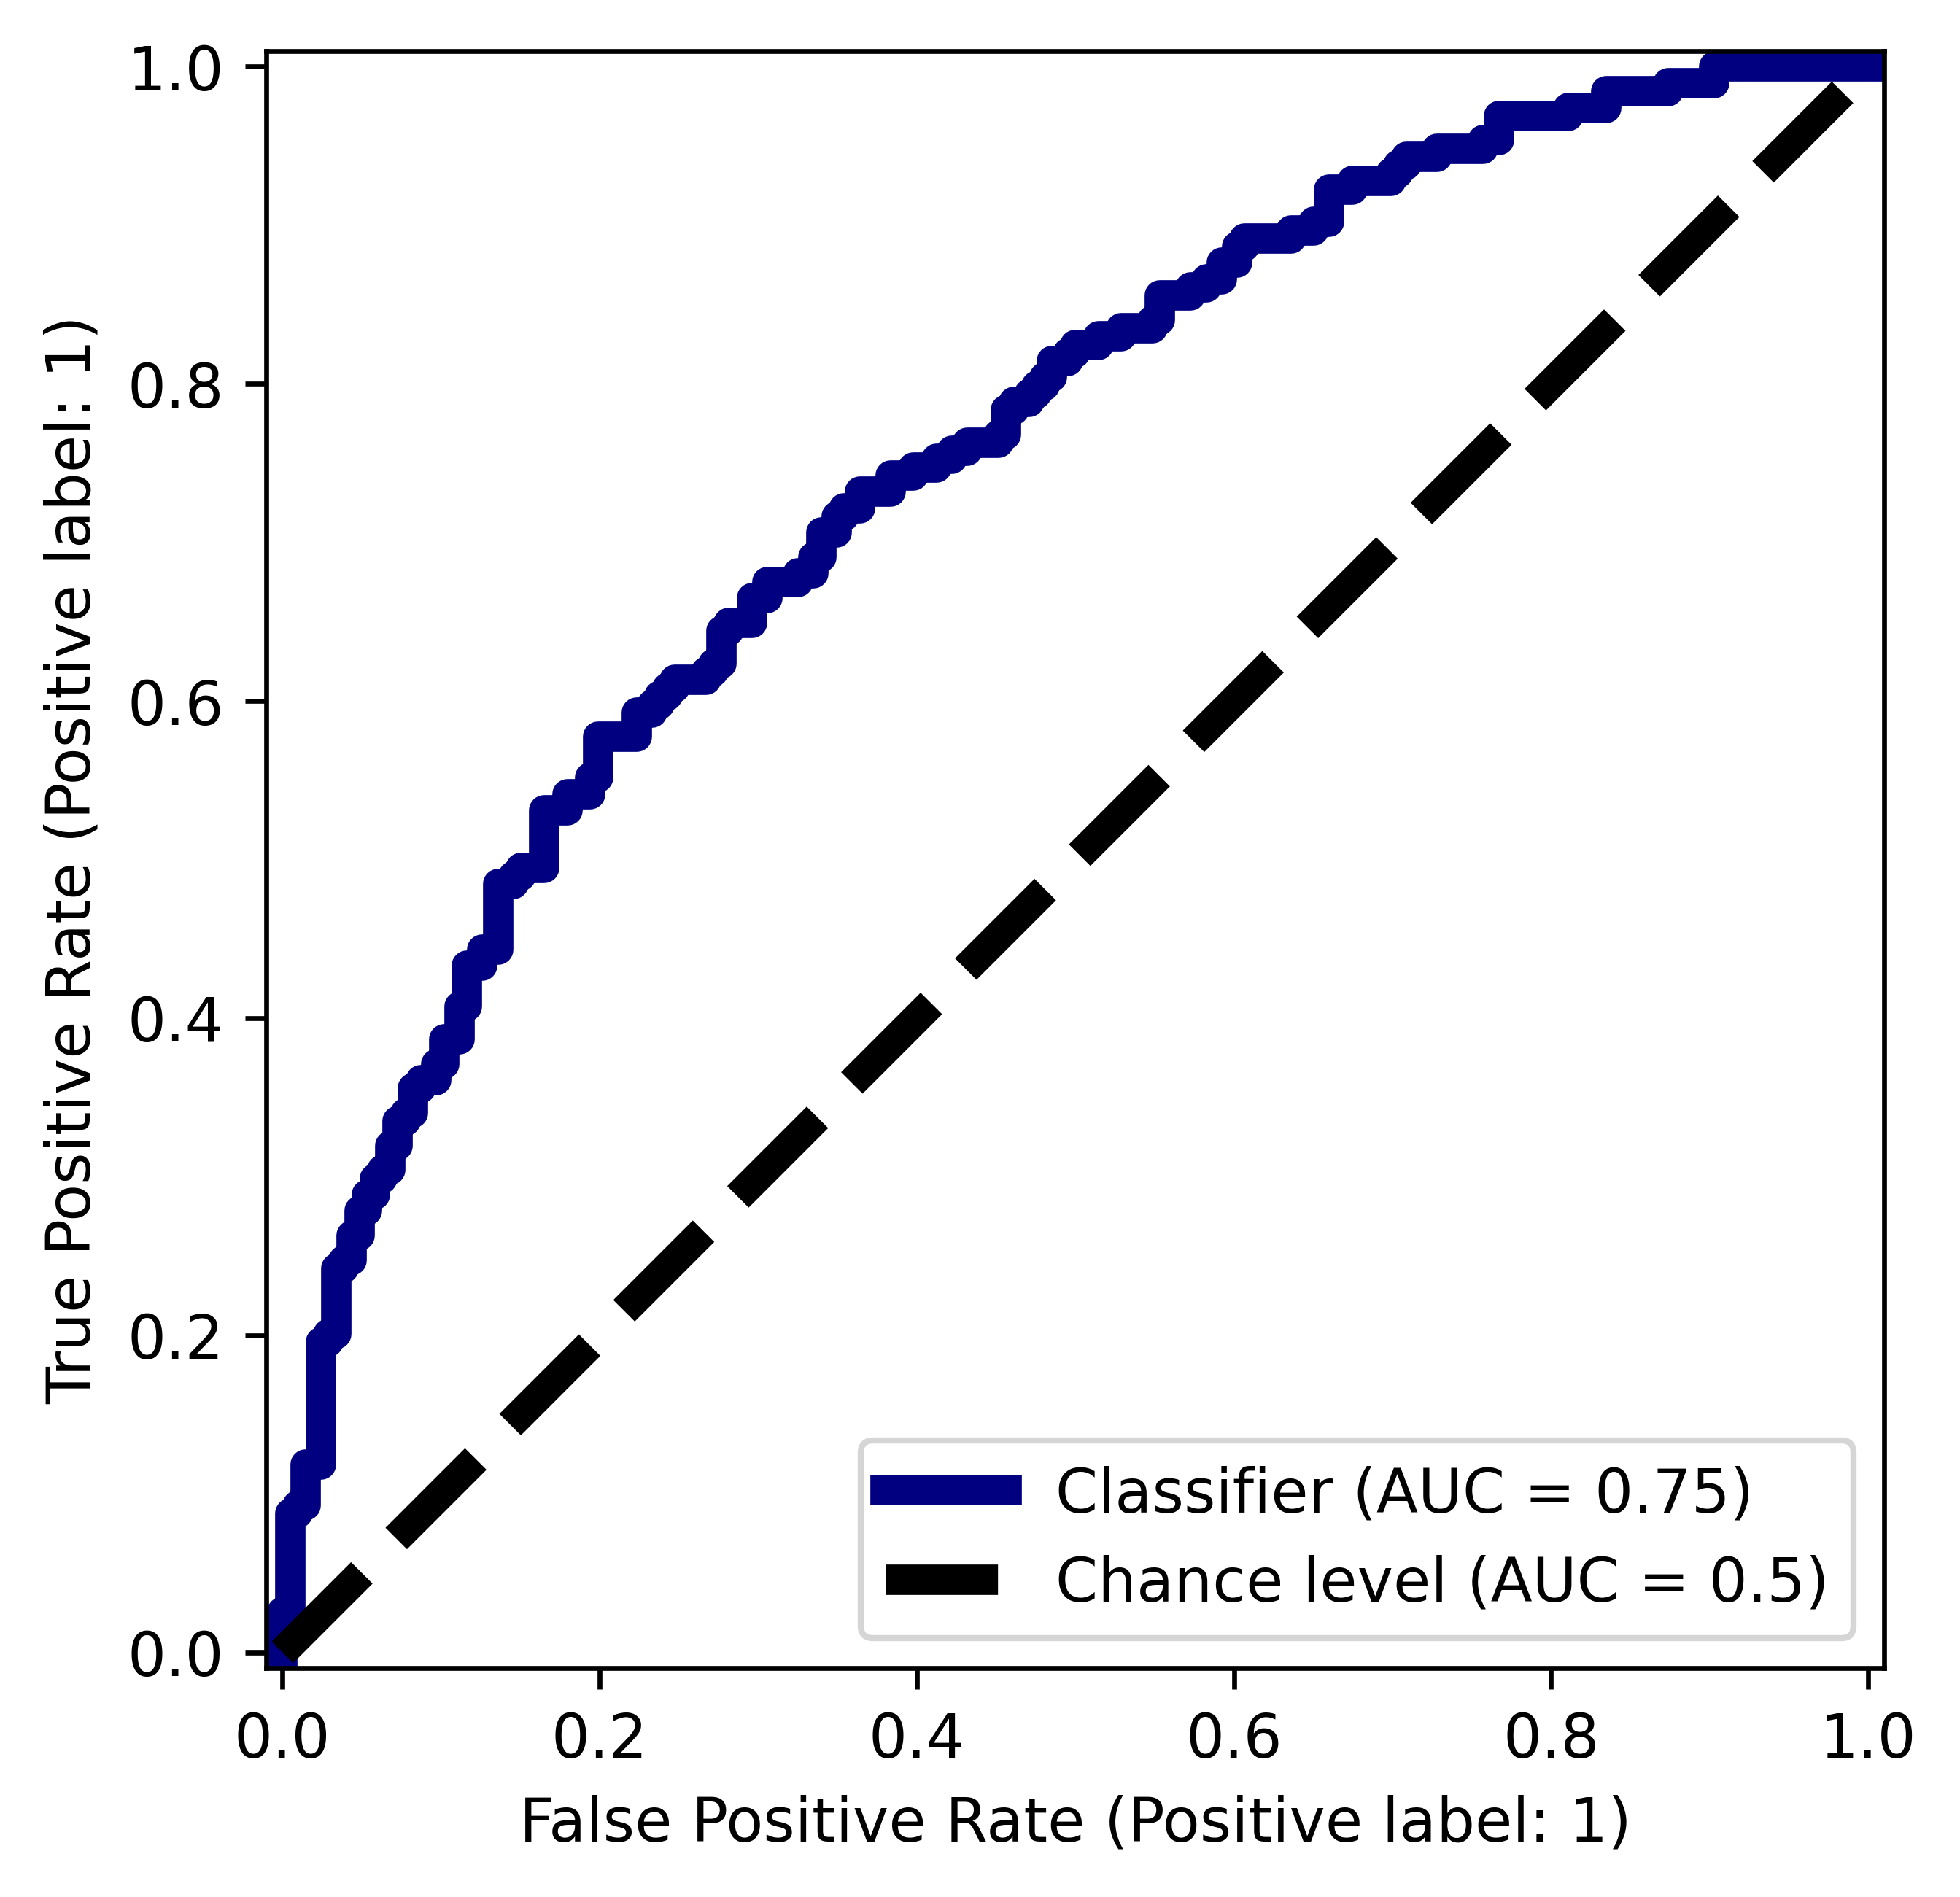 1.0
0.8
0.6
0.4
0.2
0.0
True Positive Rate (Positive label: 1)
Classifier (AUC = 0.75)
Chance level (AUC = 0.5)
0.0 0.2 0.4 0.6 0.8 1.0
False Positive Rate (Positive label: 1)